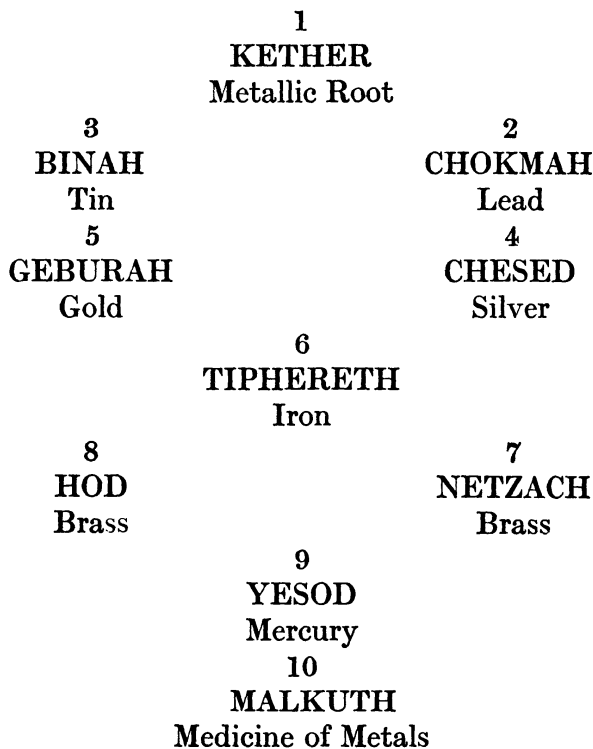 1
KETHER
Metallic Root
3 2
BINAH CHOKMAH
Tin Lead
5 4
GEBURAH CHESED
Gold Silver
6
TIPHERETH
Iron
8 7
HOD NETZACH
Brass Brass
9
YESOD
Mercury
10
MALKUTH
Medicine of Metals